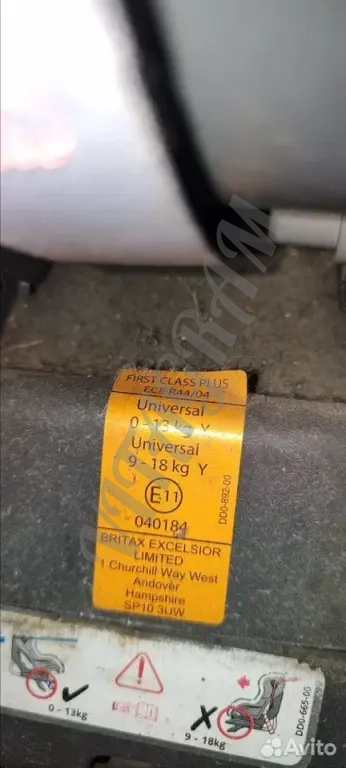 FIRST CLASS PLUS
ECE R44/04
Universal
0 - 13 kg Y
Universal
9 - 18 kg Y
E11
040184
DD0-892-00
BRITAX EXCELSIOR
LIMITED
1 Churchill Way West
Andover
Hampshire
SP10 3UW
0 - 13kg
9 - 18kg
DD0-665-00
Avito